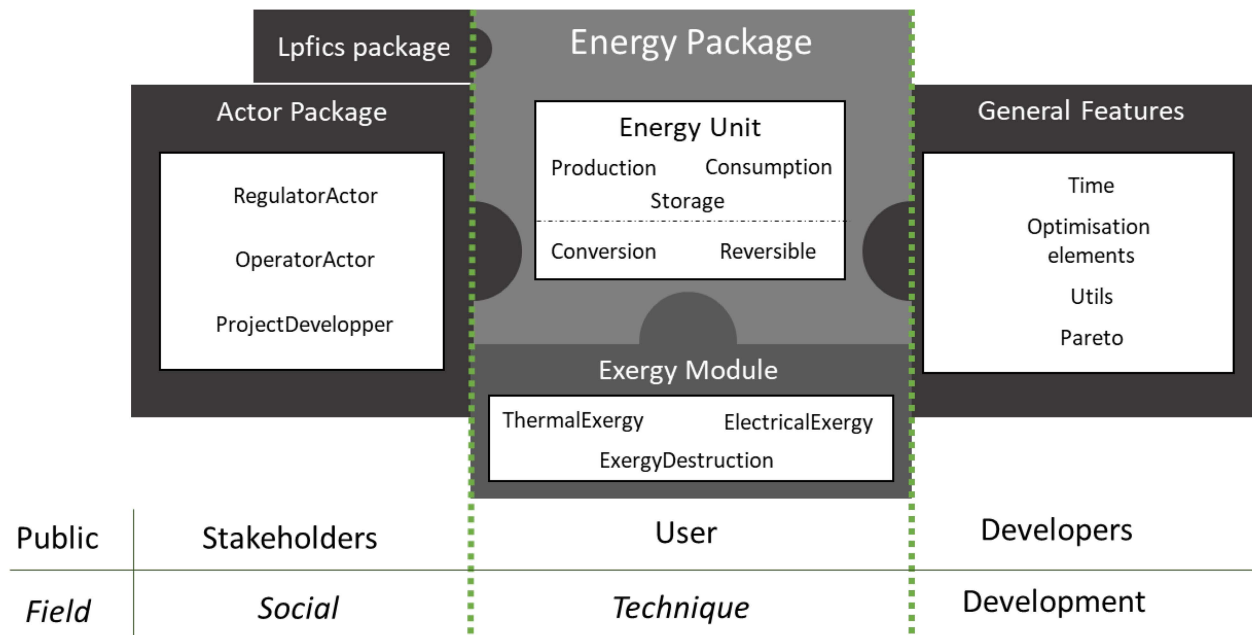 Lpfics package
Energy Package
Actor Package
General Features
Energy Unit
Production Consumption
Storage
Conversion Reversible
RegulatorActor
OperatorActor
ProjectDevelopper
Time
Optimisation
elements
Utils
Pareto
Exergy Module
ThermalExergy ElectricalExergy
ExergyDestruction
Public Stakeholders User Developers
Field Social Technique Development